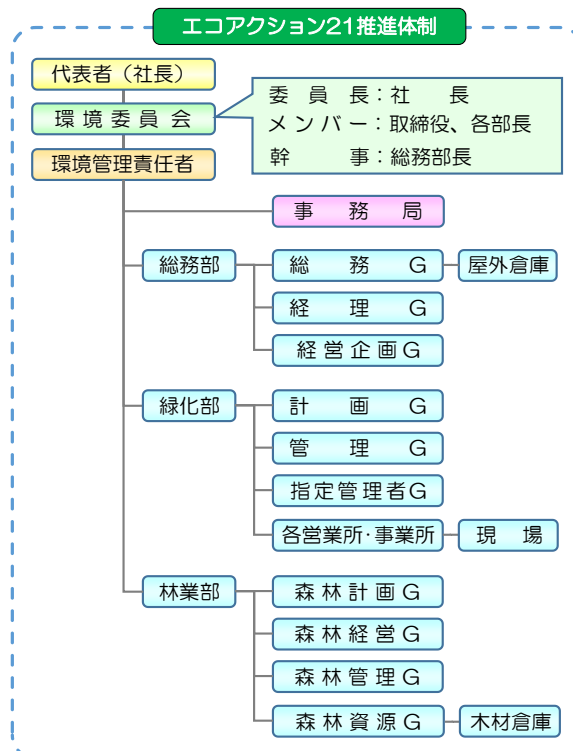 エコアクション21推進体制
代表者（社長）
環境委員会
委員長：社長
メンバー：取締役、各部長
幹事：総務部長
環境管理責任者
事務局
総務部
総務G
屋外倉庫
経理G
経営企画G
緑化部
計画G
管理G
指定管理者G
各営業所・事業所
現場
林業部
森林計画G
森林経営G
森林管理G
森林資源G
木材倉庫